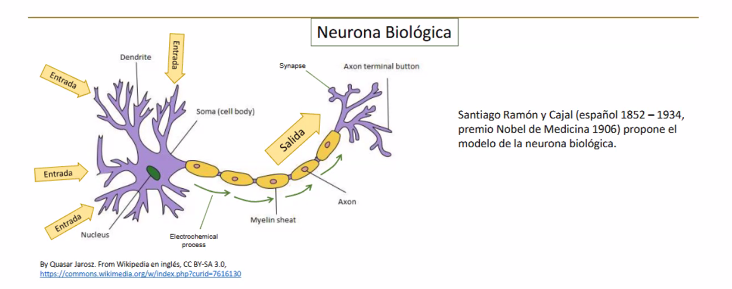 Neurona Biológica
Entrada
Dendrite
Entrada
Synapse
Axon terminal button
Soma (cell body)
Salida
Entrada
Entrada
Nucleus
Electrochemical
process
Myelin sheat
Axon
Santiago Ramón y Cajal (español 1852 – 1934,
premio Nobel de Medicina 1906) propone el
modelo de la neurona biológica.
By Quasar Jarosz. From Wikipedia en inglés, CC BY-SA 3.0,
https://commons.wikimedia.org/w/index.php?curid=7616130